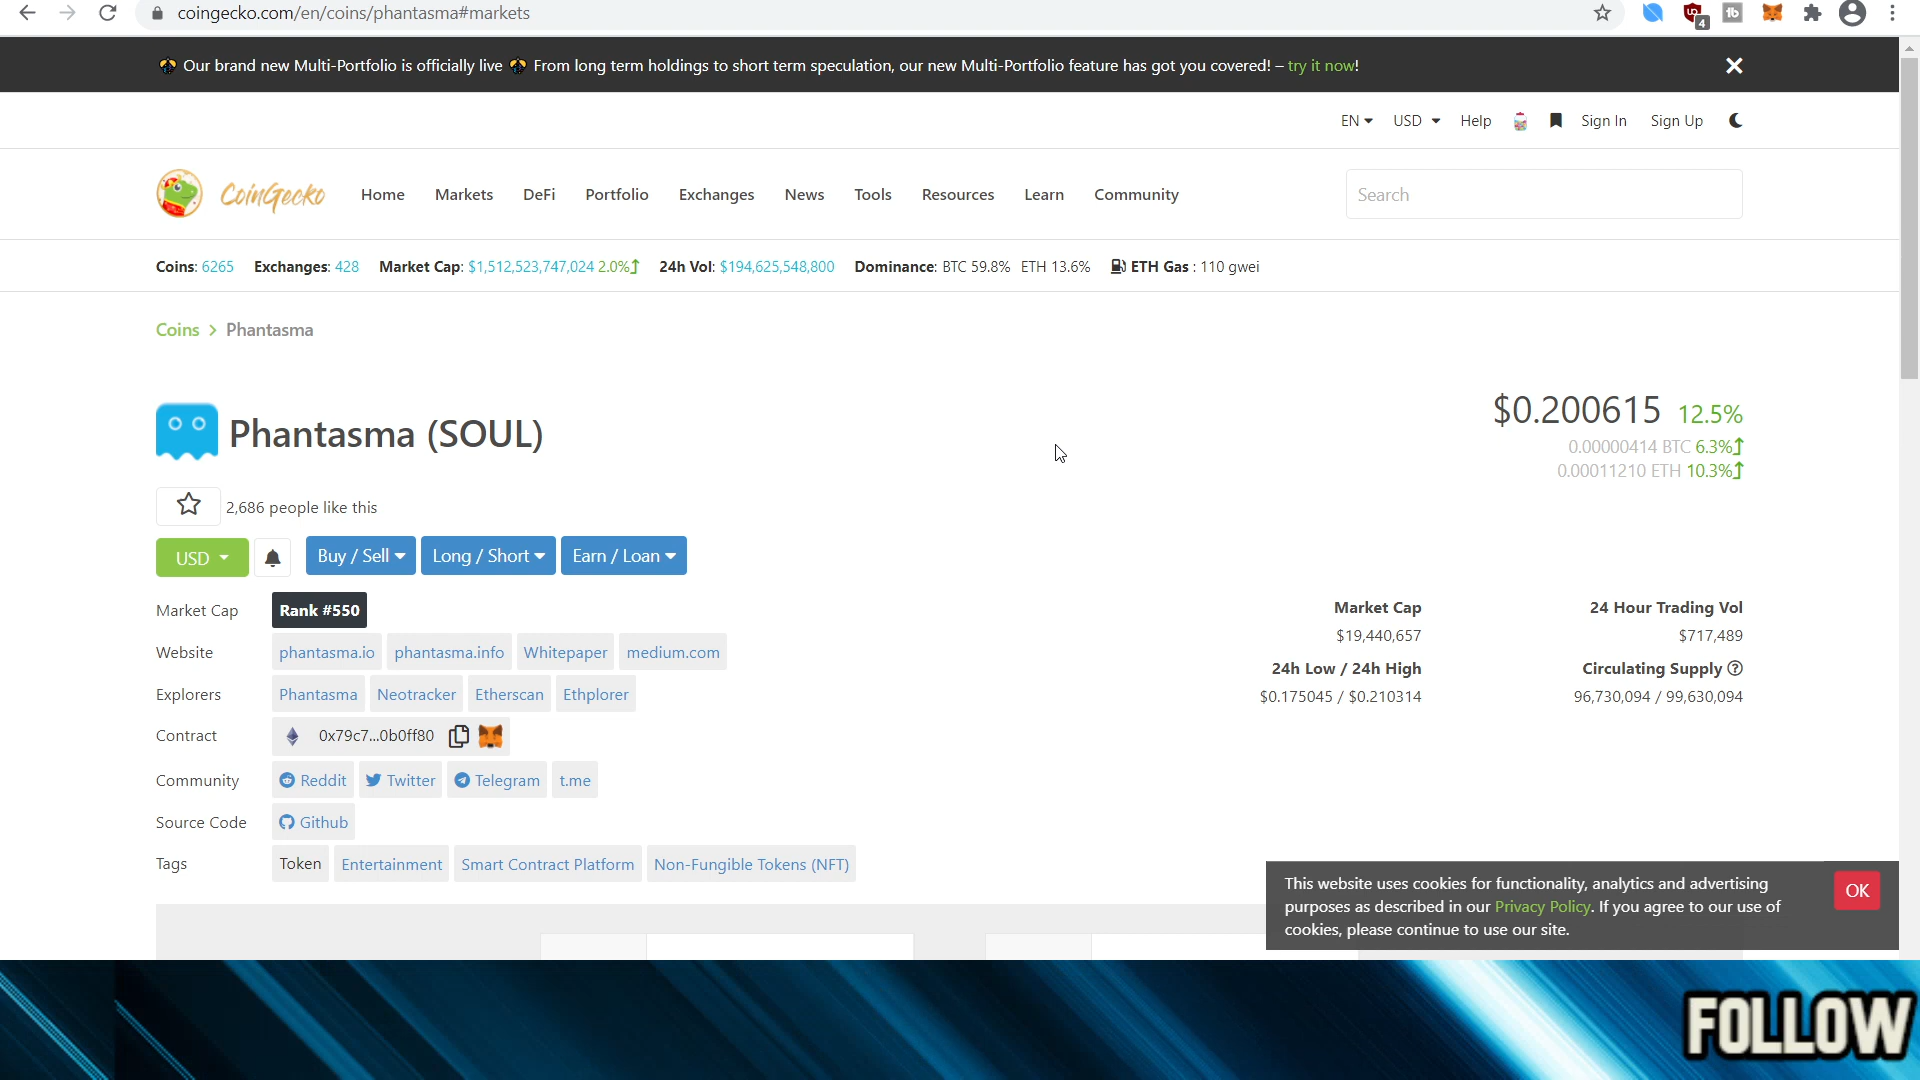 coingecko.com/en/coins/phantasma#markets
4
Our brand new Multi-Portfolio is officially live From long term holdings to short term speculation, our new Multi-Portfolio feature has got you covered! – try it now!
EN USD Help Sign In Sign Up
CoinGecko Home Markets DeFi Portfolio Exchanges News Tools Resources Learn Community Search
Coins: 6265 Exchanges: 428 Market Cap: $1,512,523,747,024 2.0% 24h Vol: $194,625,548,800 Dominance: BTC 59.8% ETH 13.6% ETH Gas : 110 gwei
Coins > Phantasma
Phantasma (SOUL)
$0.200615 12.5%
0.00000414 BTC 6.3%
0.00011210 ETH 10.3%
2,686 people like this
USD Buy / Sell Long / Short Earn / Loan
Market Cap Rank #550
Website phantasma.io phantasma.info Whitepaper medium.com
Explorers Phantasma Neotracker Etherscan Ethplorer
Contract 0x79c7...0b0ff80
Community Reddit Twitter Telegram t.me
Source Code Github
Tags Token Entertainment Smart Contract Platform Non-Fungible Tokens (NFT)
Market Cap 24 Hour Trading Vol
$19,440,657 $717,489
24h Low / 24h High Circulating Supply
$0.175045 / $0.210314 96,730,094 / 99,630,094
This website uses cookies for functionality, analytics and advertising
purposes as described in our Privacy Policy. If you agree to our use of
cookies, please continue to use our site.
OK
FOLLOW